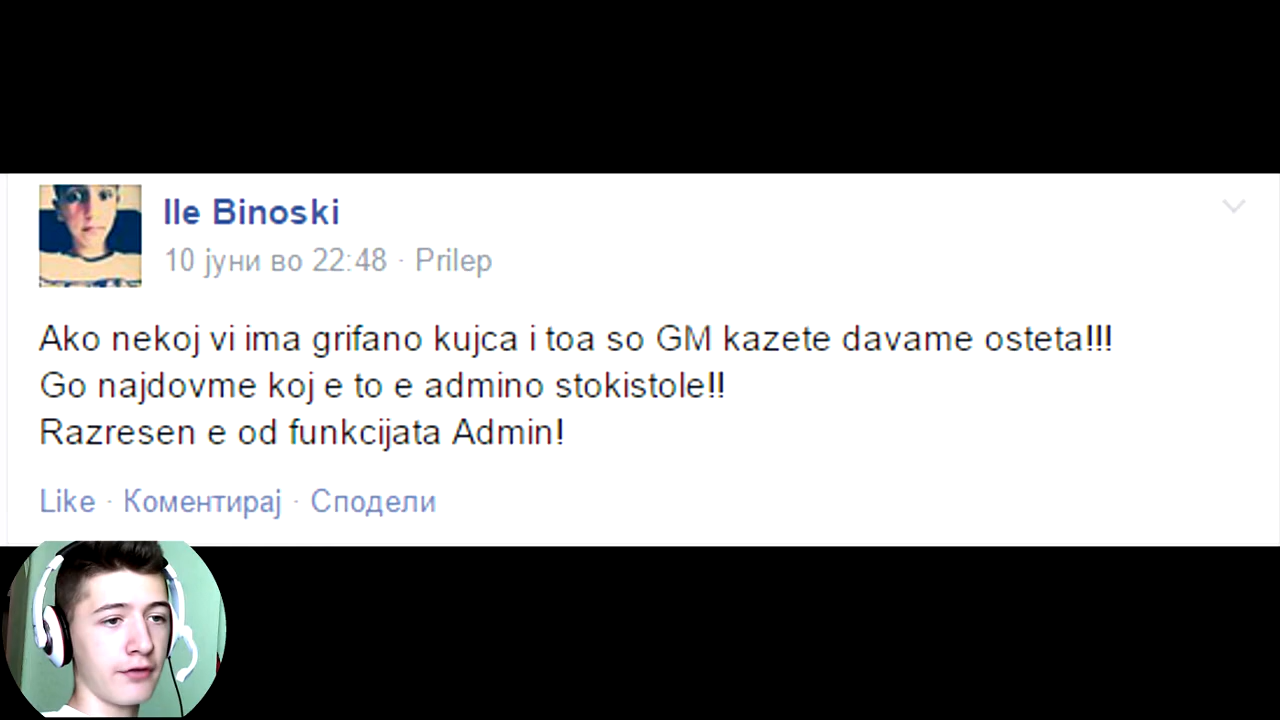 Ile Binoski
10 јуни во 22:48 · Prilep
Ako nekoj vi ima grifano kujca i toa so GM kazete davame osteta!!!
Go najdovme koj e to e admino stokistole!!
Razresen e od funkcijata Admin!
Like · Коментирај · Сподели